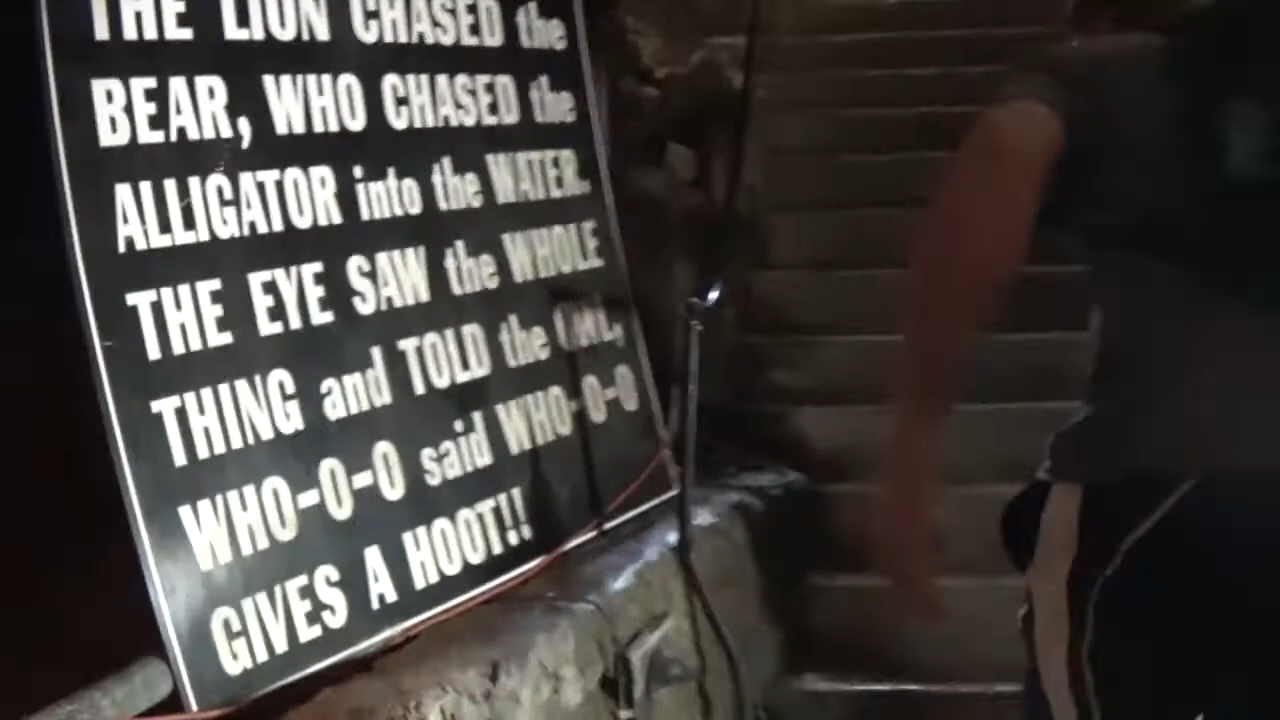 THE LION CHASED the
BEAR, WHO CHASED the
ALLIGATOR into the WATER.
THE EYE SAW the WHOLE
THING and TOLD the OWL,
WHO-O-O said WHO-O-O
GIVES A HOOT!!